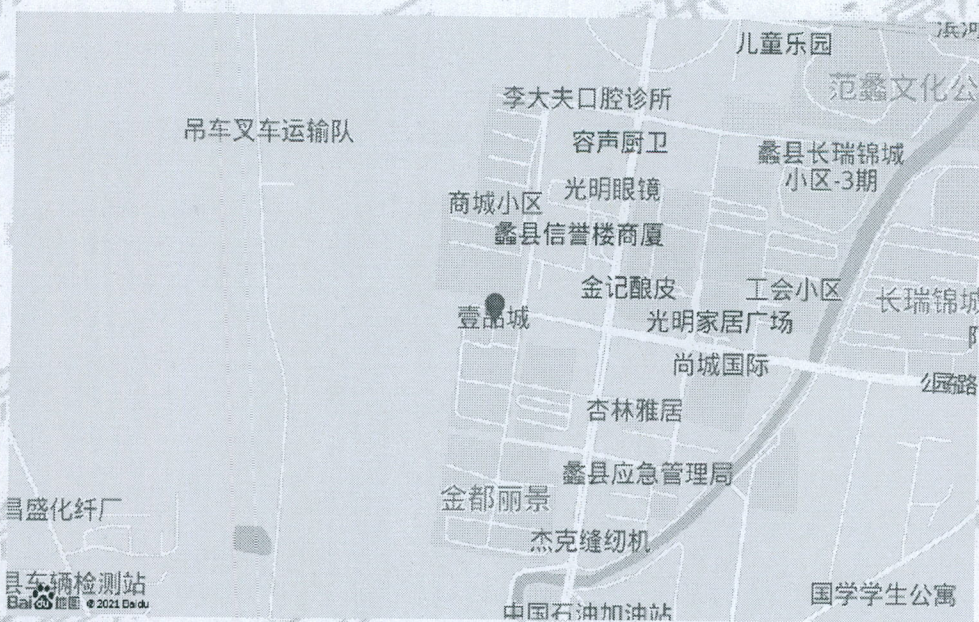 滨河
儿童乐园
范蠡文化公
李大夫口腔诊所
吊车叉车运输队
容声厨卫
蠡县长瑞锦城
小区-3期
光明眼镜
商城小区
蠡县信誉楼商厦
金记酿皮
工会小区
长瑞锦城
壹品城
光明家居广场
尚城国际
杏林雅居
蠡县应急管理局
金都丽景
昌盛化纤厂
杰克缝纫机
县车辆检测站
国学学生公寓
Bai du 地图 © 2021 Baidu
中国石油加油站